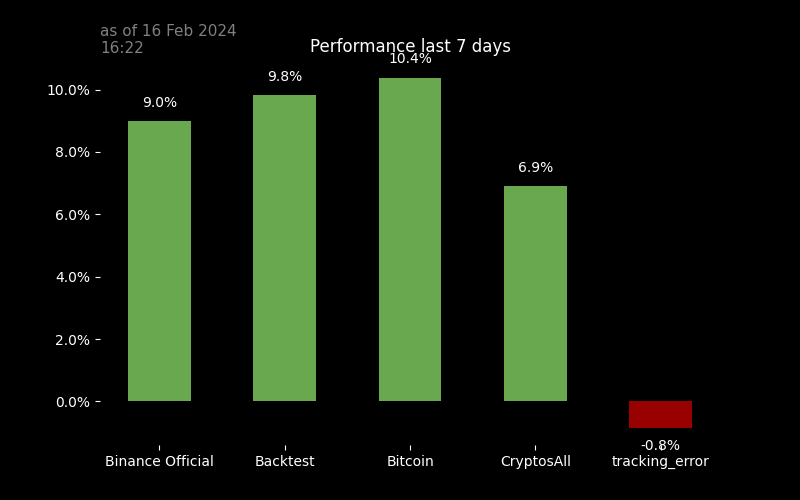 as of 16 Feb 2024
16:22
Performance last 7 days
10.4%
9.8%
9.0%
6.9%
-0.8%
10.0%
8.0%
6.0%
4.0%
2.0%
0.0%
Binance Official
Backtest
Bitcoin
CryptosAll
tracking_error